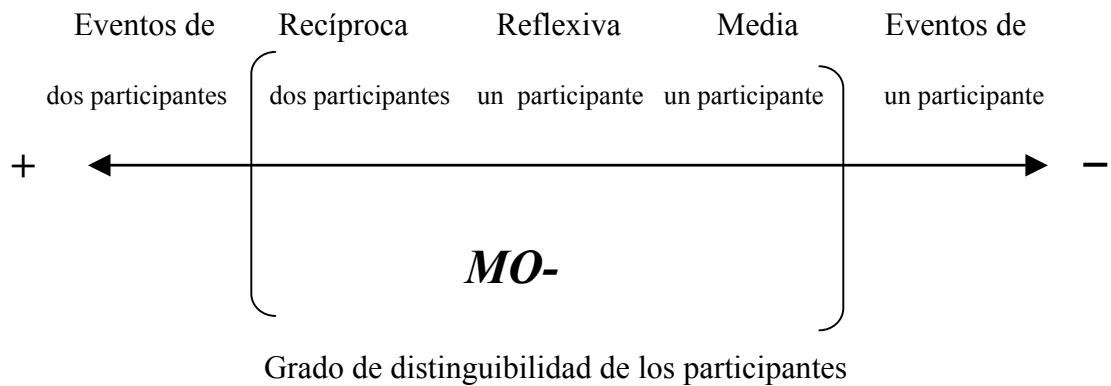 Eventos de Recíproca Reflexiva Media Eventos de
dos participantes dos participantes un participante un participante un participante
+ −
MO-
Grado de distinguibilidad de los participantes